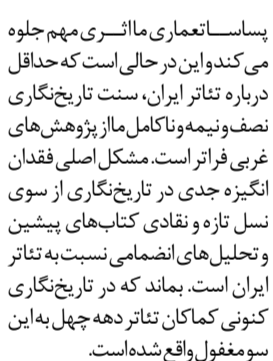 پساساتعماری ما اثری مهم جلوه
می‌کند و این در حالی است که حداقل
درباره تئاتر ایران، سنت تاریخ‌نگاری
نصف و نیمه و ناکامل ما از پژوهش‌های
غربی فراتر است. مشکل اصلی فقدان
انگیزه جدی در تاریخ‌نگاری از سوی
نسل تازه و نقادی کتاب‌های پیشین
و تحلیل‌های انضمامی نسبت به تئاتر
ایران است. بماند که در تاریخ‌نگاری
کنونی کماکان تئاتر دهه چهل به این
سو مغفول واقع شده است.